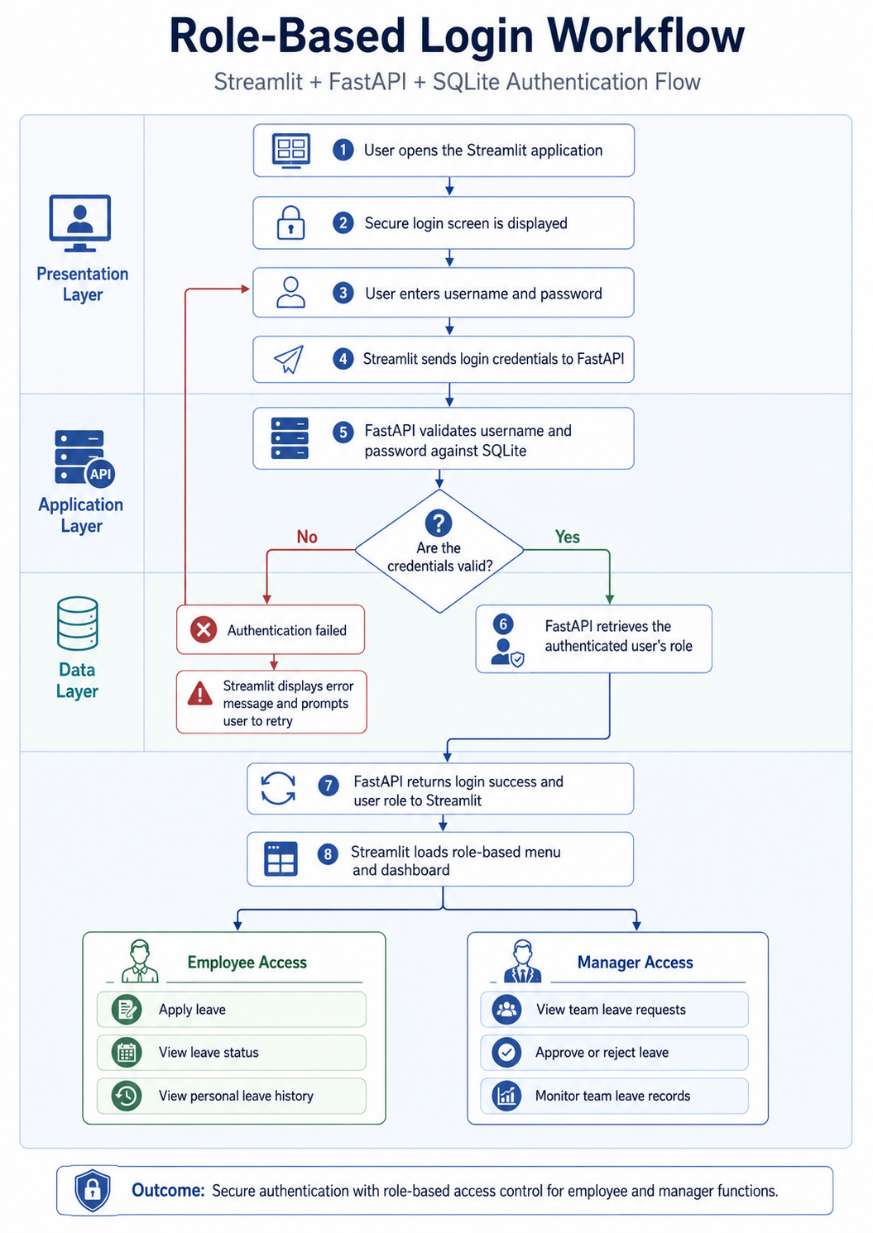 Role-Based Login Workflow
Streamlit + FastAPI + SQLite Authentication Flow
Presentation
Layer
1 User opens the Streamlit application
2 Secure login screen is displayed
3 User enters username and password
4 Streamlit sends login credentials to FastAPI
API
Application
Layer
5 FastAPI validates username and
password against SQLite
?
Are the
credentials valid?
No
Yes
Data
Layer
Authentication failed
Streamlit displays error
message and prompts
user to retry
6 FastAPI retrieves the
authenticated user's role
7 FastAPI returns login success and
user role to Streamlit
8 Streamlit loads role-based menu
and dashboard
Employee Access
Apply leave
View leave status
View personal leave history
Manager Access
View team leave requests
Approve or reject leave
Monitor team leave records
Outcome: Secure authentication with role-based access control for employee and manager functions.